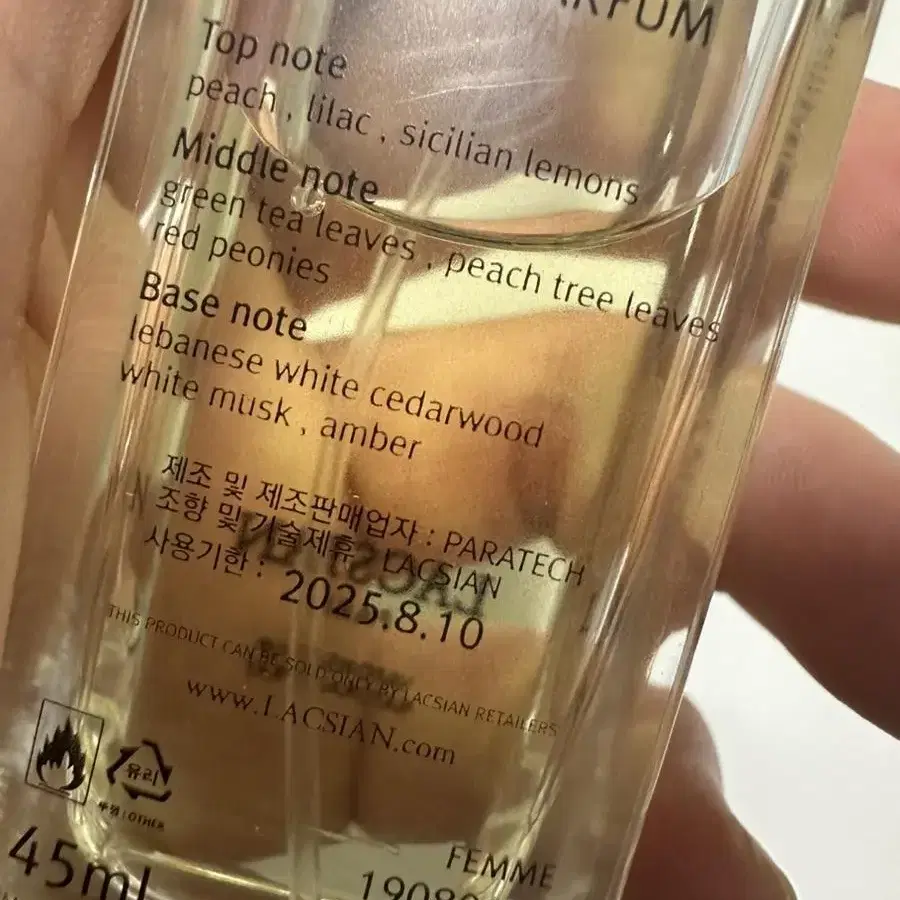 Top note
peach , lilac , sicilian lemons
Middle note
green tea leaves , peach tree leaves
red peonies
Base note
lebanese white cedarwood
white musk , amber
제조 및 제조판매업자 : PARATECH
조향 및 기술제휴 : LACSIAN
사용기한 : 2025.8.10
THIS PRODUCT CAN BE SOLD ONLY BY LACSIAN RETAILERS
www.LACSIAN.com
유리
뚜껑 : OTHER
45ml
FEMME